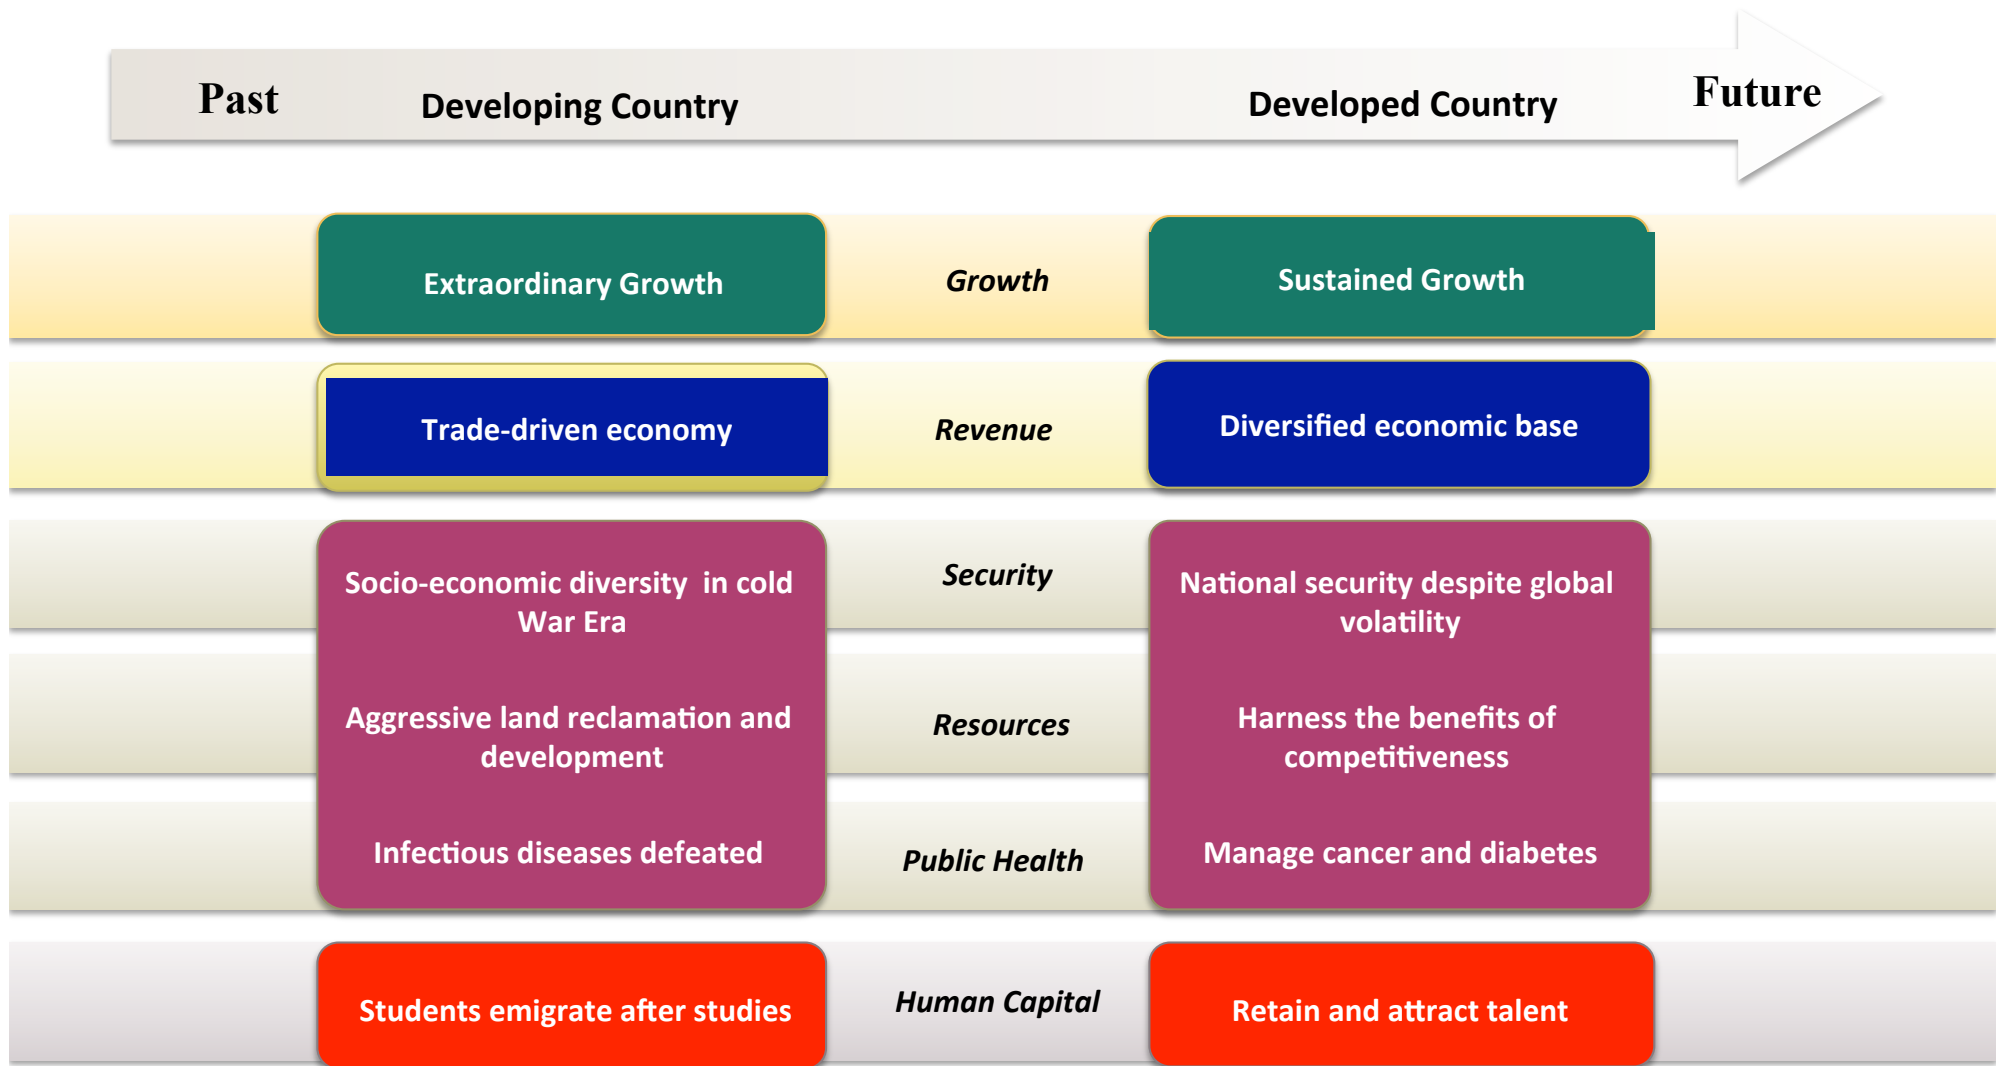 Past
Developing Country
Developed Country
Future
Extraordinary Growth
Growth
Sustained Growth
Trade-driven economy
Revenue
Diversified economic base
Socio-economic diversity  in cold
War Era
Security
National security despite global
volatility
Aggressive land reclamation and
development
Resources
Harness the benefits of
competitiveness
Infectious diseases defeated
Public Health
Manage cancer and diabetes
Students emigrate after studies
Human Capital
Retain and attract talent